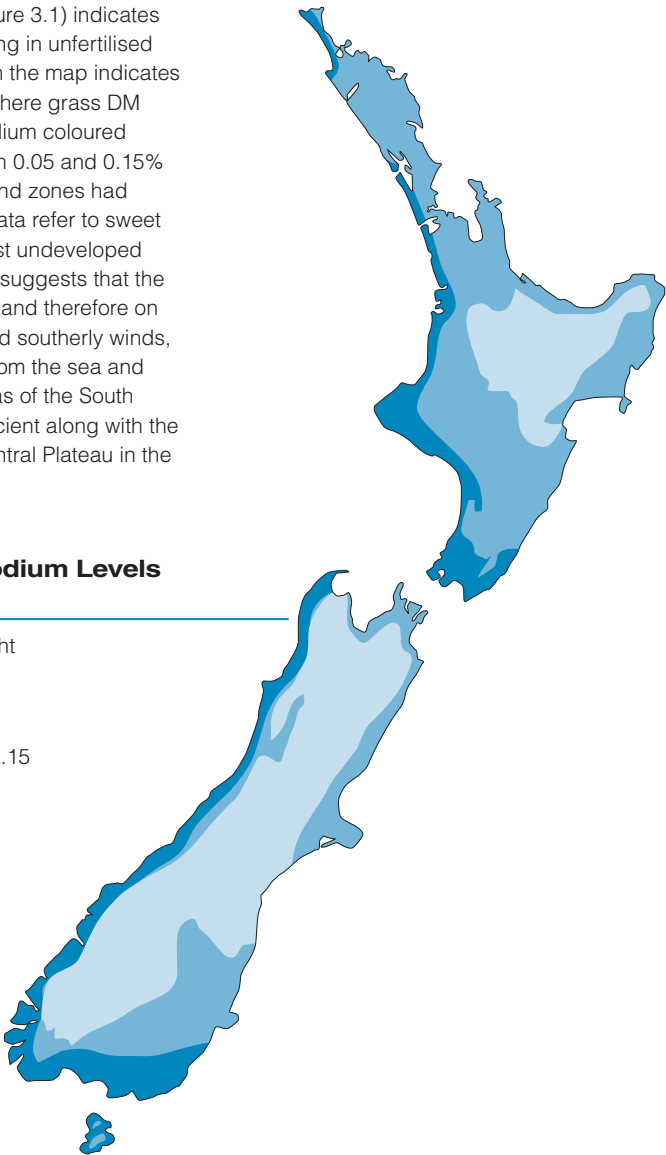 ure 3.1) indicates
ng in unfertilised
the map indicates
here grass DM
dium coloured
0.05 and 0.15%
nd zones had
ata refer to sweet
st undeveloped
suggests that the
and therefore on
d southerly winds,
om the sea and
as of the South
cient along with the
ntral Plateau in the
odium Levels
ht
.15